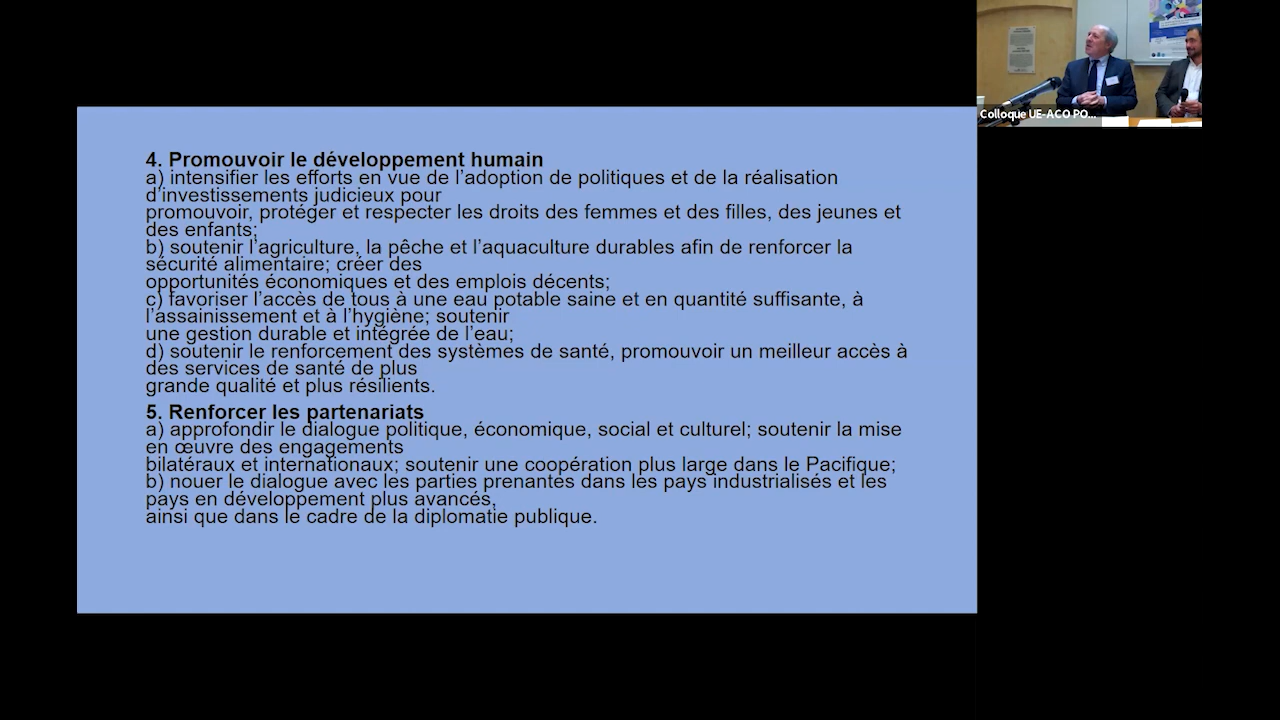 4. Promouvoir le développement humain
a) intensifier les efforts en vue de l’adoption de politiques et de la réalisation
d’investissements judicieux pour
promouvoir, protéger et respecter les droits des femmes et des filles, des jeunes et
des enfants;
b) soutenir l’agriculture, la pêche et l’aquaculture durables afin de renforcer la
sécurité alimentaire; créer des
opportunités économiques et des emplois décents;
c) favoriser l’accès de tous à une eau potable saine et en quantité suffisante, à
l’assainissement et à l’hygiène; soutenir
une gestion durable et intégrée de l’eau;
d) soutenir le renforcement des systèmes de santé, promouvoir un meilleur accès à
des services de santé de plus
grande qualité et plus résilients.
5. Renforcer les partenariats
a) approfondir le dialogue politique, économique, social et culturel; soutenir la mise
en œuvre des engagements
bilatéraux et internationaux; soutenir une coopération plus large dans le Pacifique;
b) nouer le dialogue avec les parties prenantes dans les pays industrialisés et les
pays en développement plus avancés,
ainsi que dans le cadre de la diplomatie publique.
Colloque UE-ACO PO...